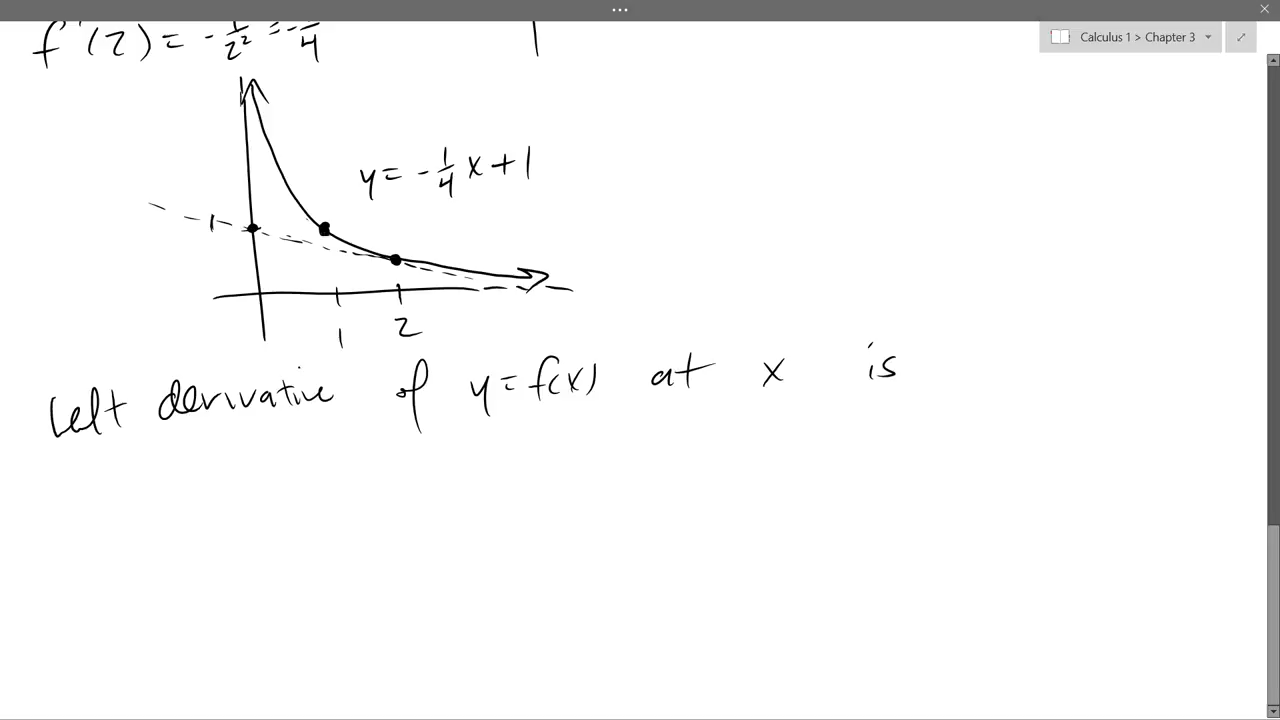 Calculus 1 > Chapter 3
f'(2) = -1/2² = -1/4
y = -1/4 x + 1
1
1 2
Left derivative of y = f(x) at x is